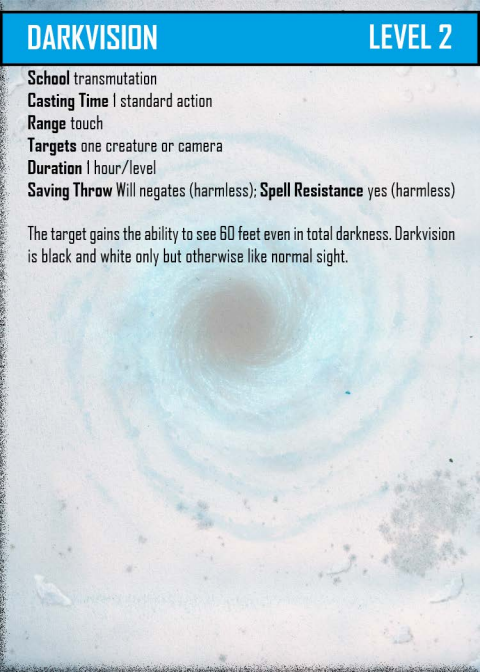 DARKVISION LEVEL 2
School transmutation
Casting Time 1 standard action
Range touch
Targets one creature or camera
Duration 1 hour/level
Saving Throw Will negates (harmless); Spell Resistance yes (harmless)
The target gains the ability to see 60 feet even in total darkness. Darkvision
is black and white only but otherwise like normal sight.